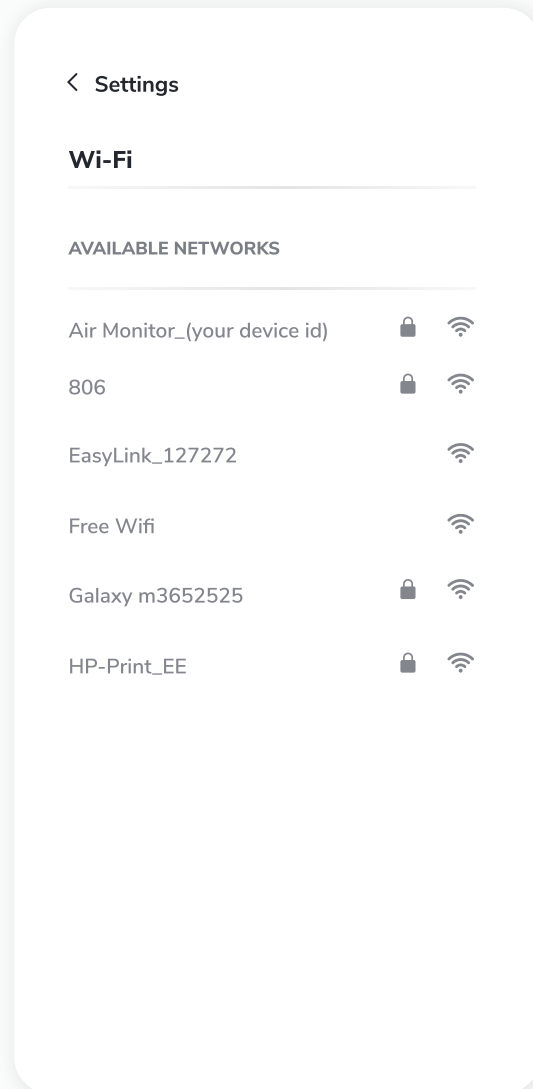 Settings
Wi-Fi
AVAILABLE NETWORKS
Air Monitor_(your device id)
806
EasyLink_127272
Free Wifi
Galaxy m3652525
HP-Print_EE